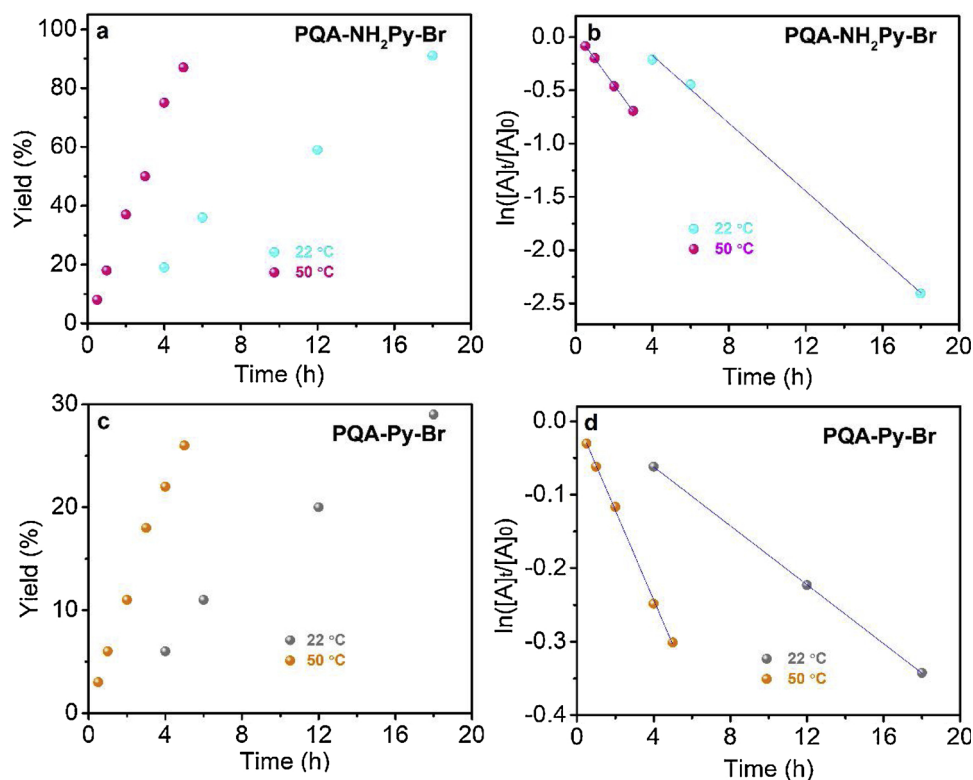 a
PQA-NH₂Py-Br
100
80
60
40
20
0
Yield (%)
22 °C
50 °C
0 4 8 12 16 20
Time (h)
b
PQA-NH₂Py-Br
0.0
-0.5
-1.0
-1.5
-2.0
-2.5
ln([A]t/[A]0)
22 °C
50 °C
0 4 8 12 16 20
Time (h)
c
PQA-Py-Br
30
20
10
0
Yield (%)
22 °C
50 °C
0 4 8 12 16 20
Time (h)
d
PQA-Py-Br
0.0
-0.1
-0.2
-0.3
-0.4
ln([A]t/[A]0)
22 °C
50 °C
0 4 8 12 16 20
Time (h)